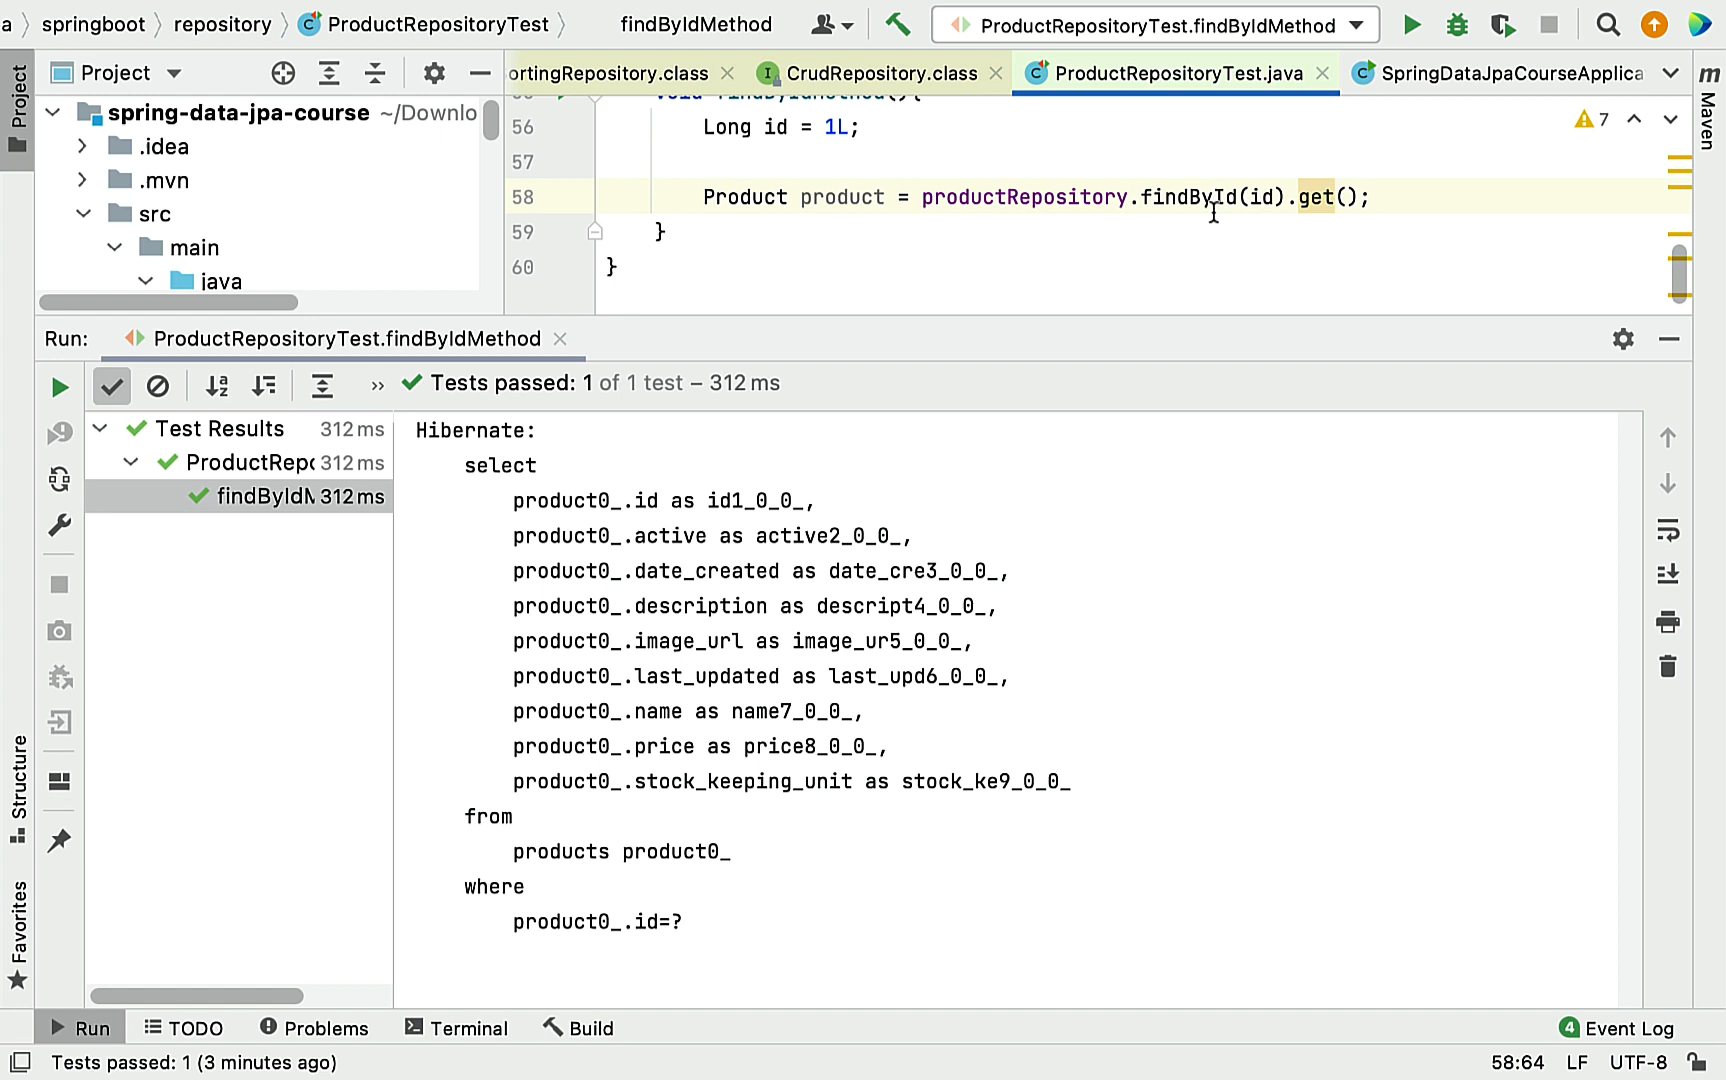 a springboot repository ProductRepositoryTest findByIdMethod ProductRepositoryTest.findByIdMethod
Project
ortingRepository.class CrudRepository.class ProductRepositoryTest.java SpringDataJpaCourseApplica
Project
Maven
spring-data-jpa-course ~/Downlo
.idea
.mvn
src
main
java
void findByIdMethod(){
56 Long id = 1L;
7
57
58 Product product = productRepository.findById(id).get();
59 }
60 }
Run: ProductRepositoryTest.findByIdMethod
Tests passed: 1 of 1 test – 312 ms
Test Results 312 ms
ProductRepo 312 ms
findByIdM 312 ms
Hibernate:
select
product0_.id as id1_0_0_,
product0_.active as active2_0_0_,
product0_.date_created as date_cre3_0_0_,
product0_.description as descript4_0_0_,
product0_.image_url as image_ur5_0_0_,
product0_.last_updated as last_upd6_0_0_,
product0_.name as name7_0_0_,
product0_.price as price8_0_0_,
product0_.stock_keeping_unit as stock_ke9_0_0_
from
products product0_
where
product0_.id=?
Structure
Favorites
Run TODO Problems Terminal Build 4 Event Log
Tests passed: 1 (3 minutes ago) 58:64 LF UTF-8